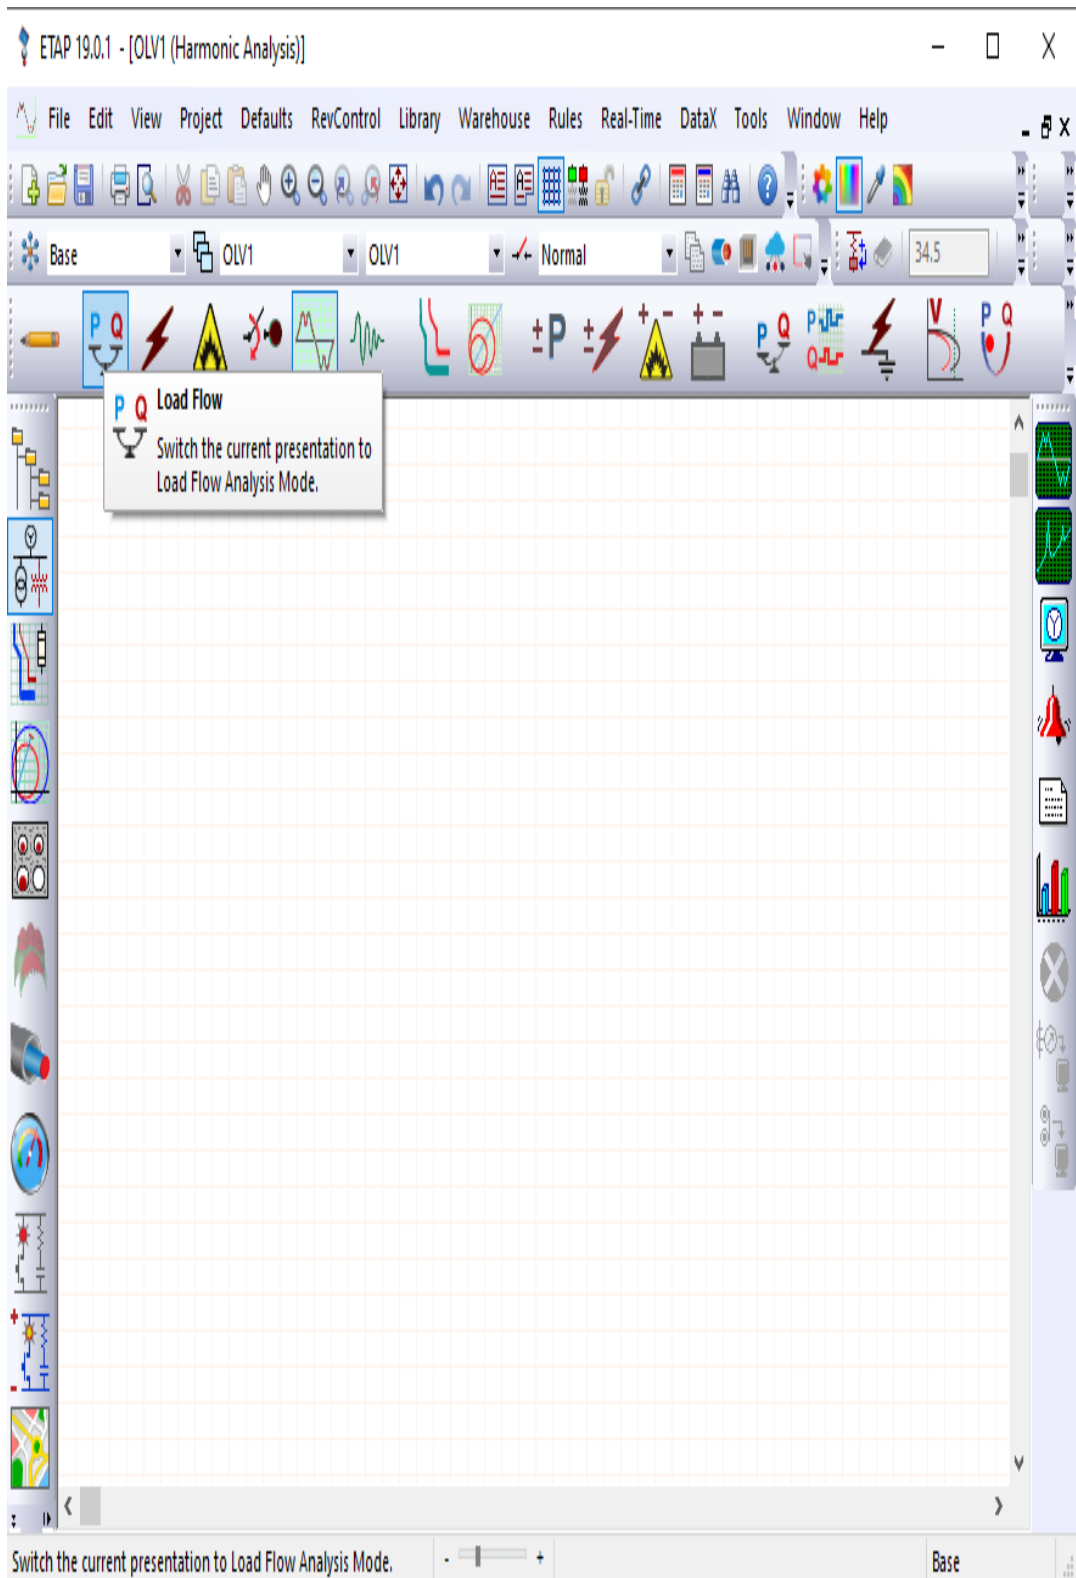 ETAP 19.0.1 - [OLV1 (Harmonic Analysis)]
File Edit View Project Defaults RevControl Library Warehouse Rules Real-Time DataX Tools Window Help
Base OLV1 OLV1 Normal 34.5
P Q ±P + - + - P Q P Q V P Q
P Q Load Flow
Switch the current presentation to
Load Flow Analysis Mode.
Switch the current presentation to Load Flow Analysis Mode. - + Base